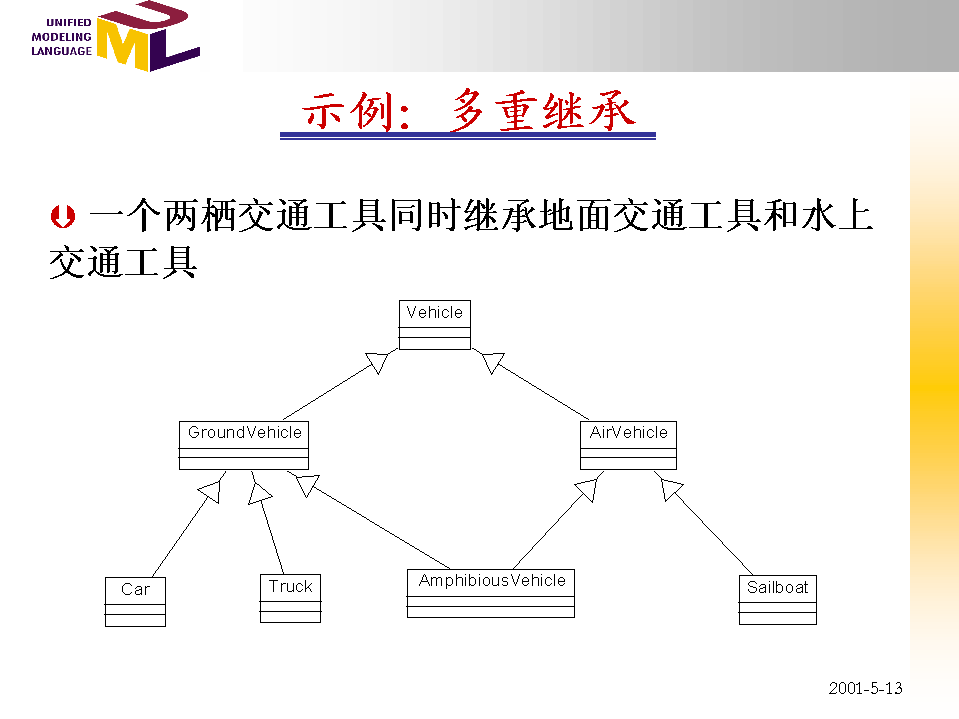 UNIFIED
MODELING
LANGUAGE
UML
示例：多重继承
一个两栖交通工具同时继承地面交通工具和水上
交通工具
Vehicle
GroundVehicle
AirVehicle
Car
Truck
AmphibiousVehicle
Sailboat
2001-5-13